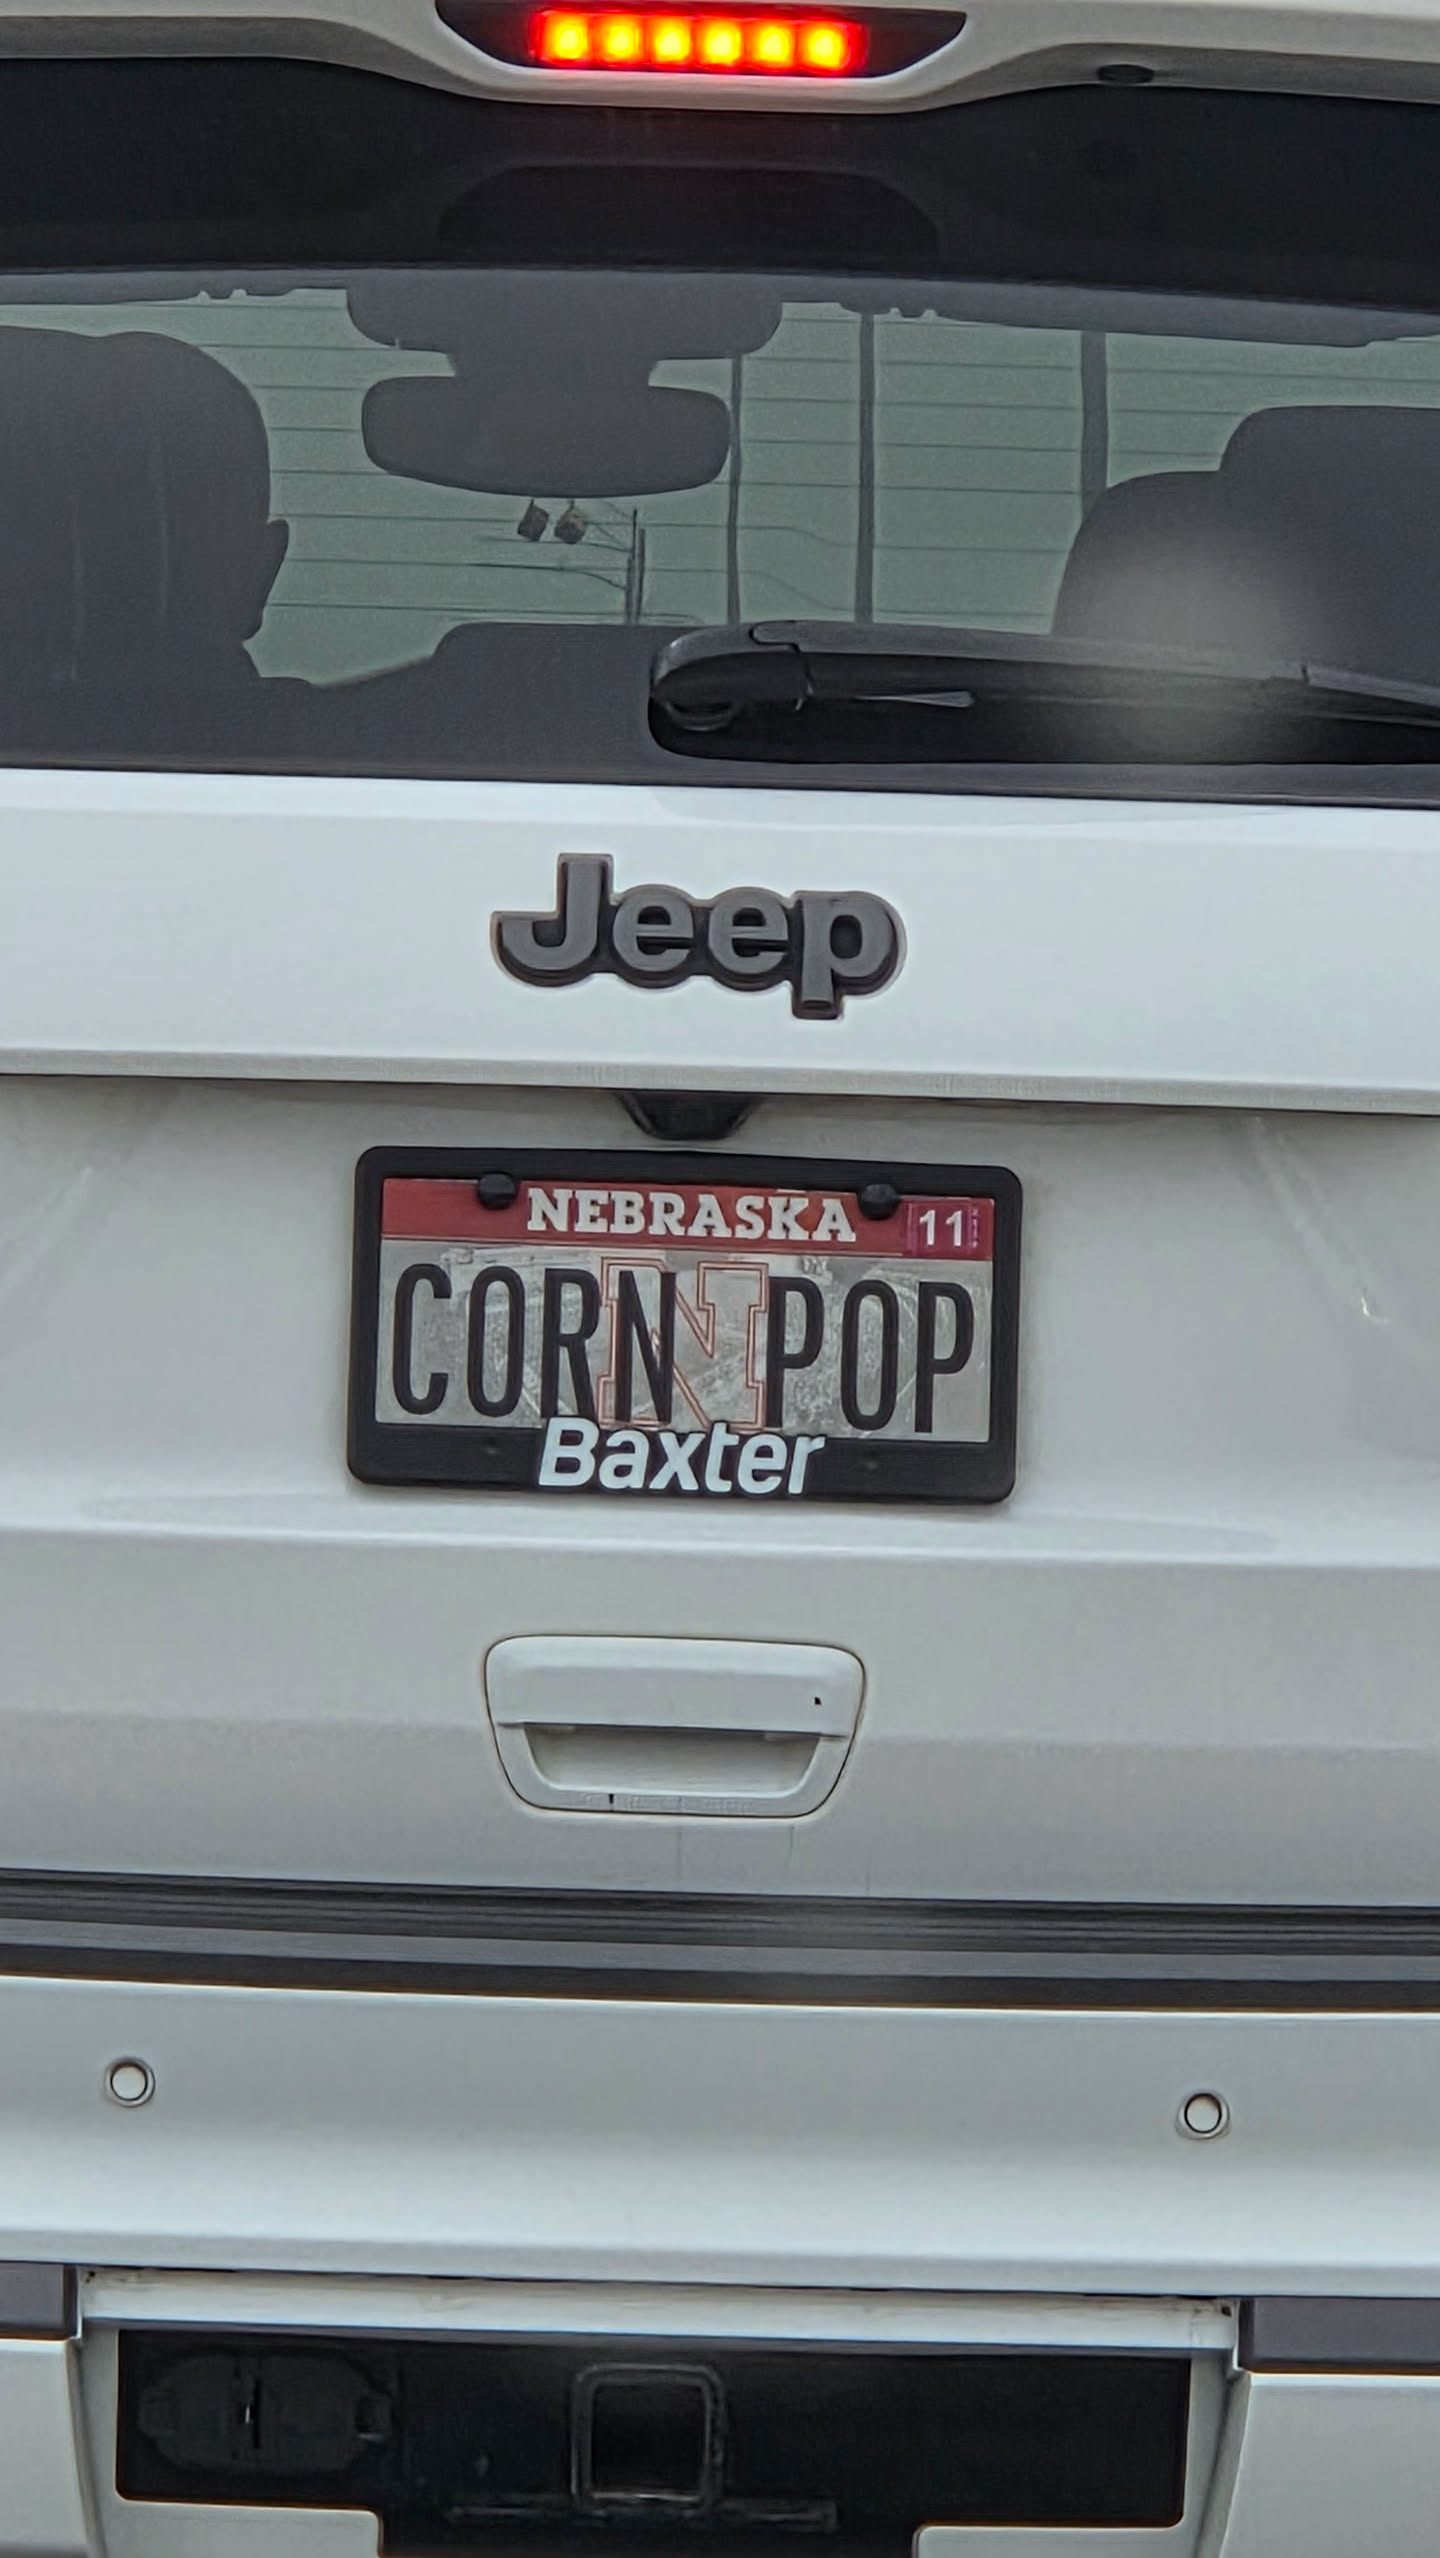 Jeep
NEBRASKA 11
CORN N POP
Baxter